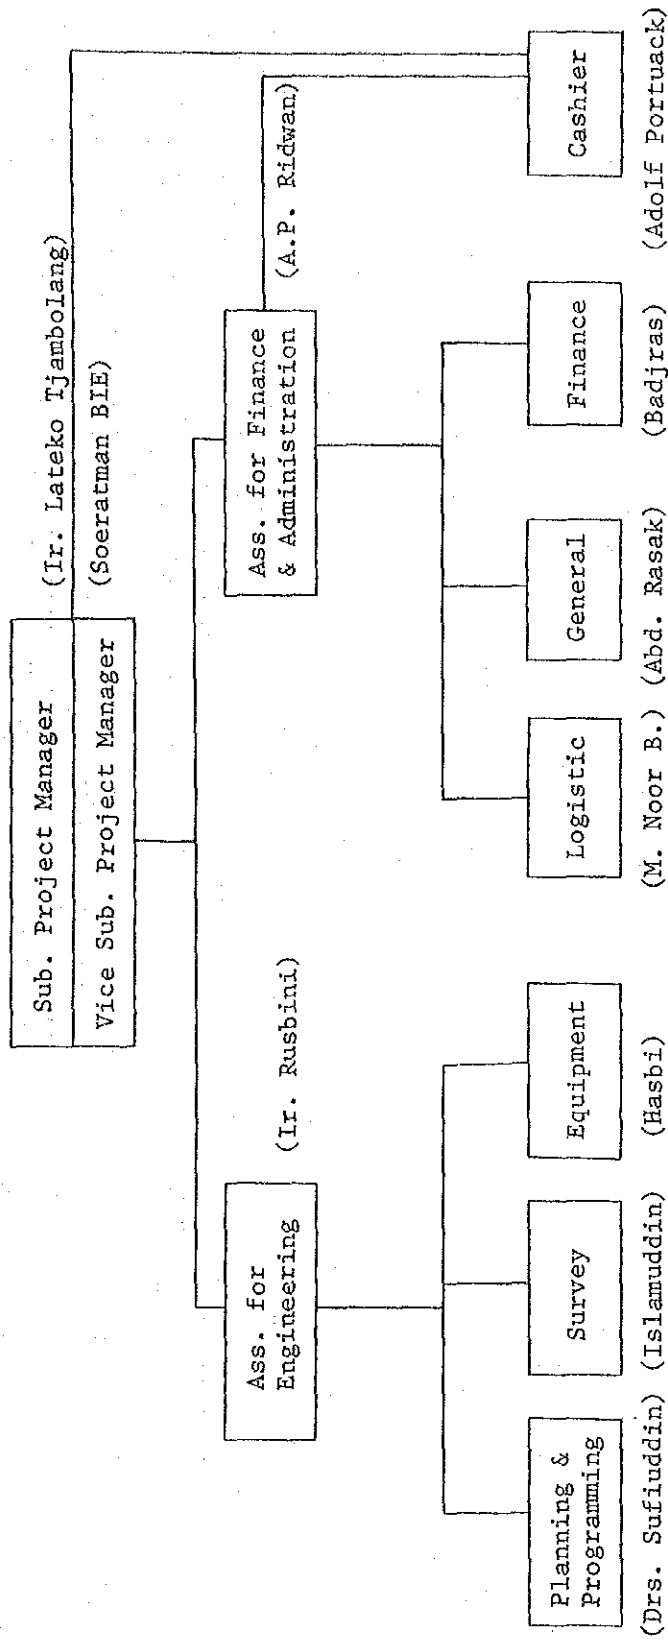 Sub. Project Manager
(Ir. Lateko Tjambolang)
Vice Sub. Project Manager
(Soeratman BIE)
Ass. for
Engineering
(Ir. Rusbini)
Ass. for Finance
& Administration
(A.P. Ridwan)
Planning &
Programming
Survey
Equipment
Logistic
General
Finance
Cashier
(Drs. Sufiuddin)
(Islamuddin)
(Hasbi)
(M. Noor B.)
(Abd. Rasak)
(Badjras)
(Adolf Portuack)